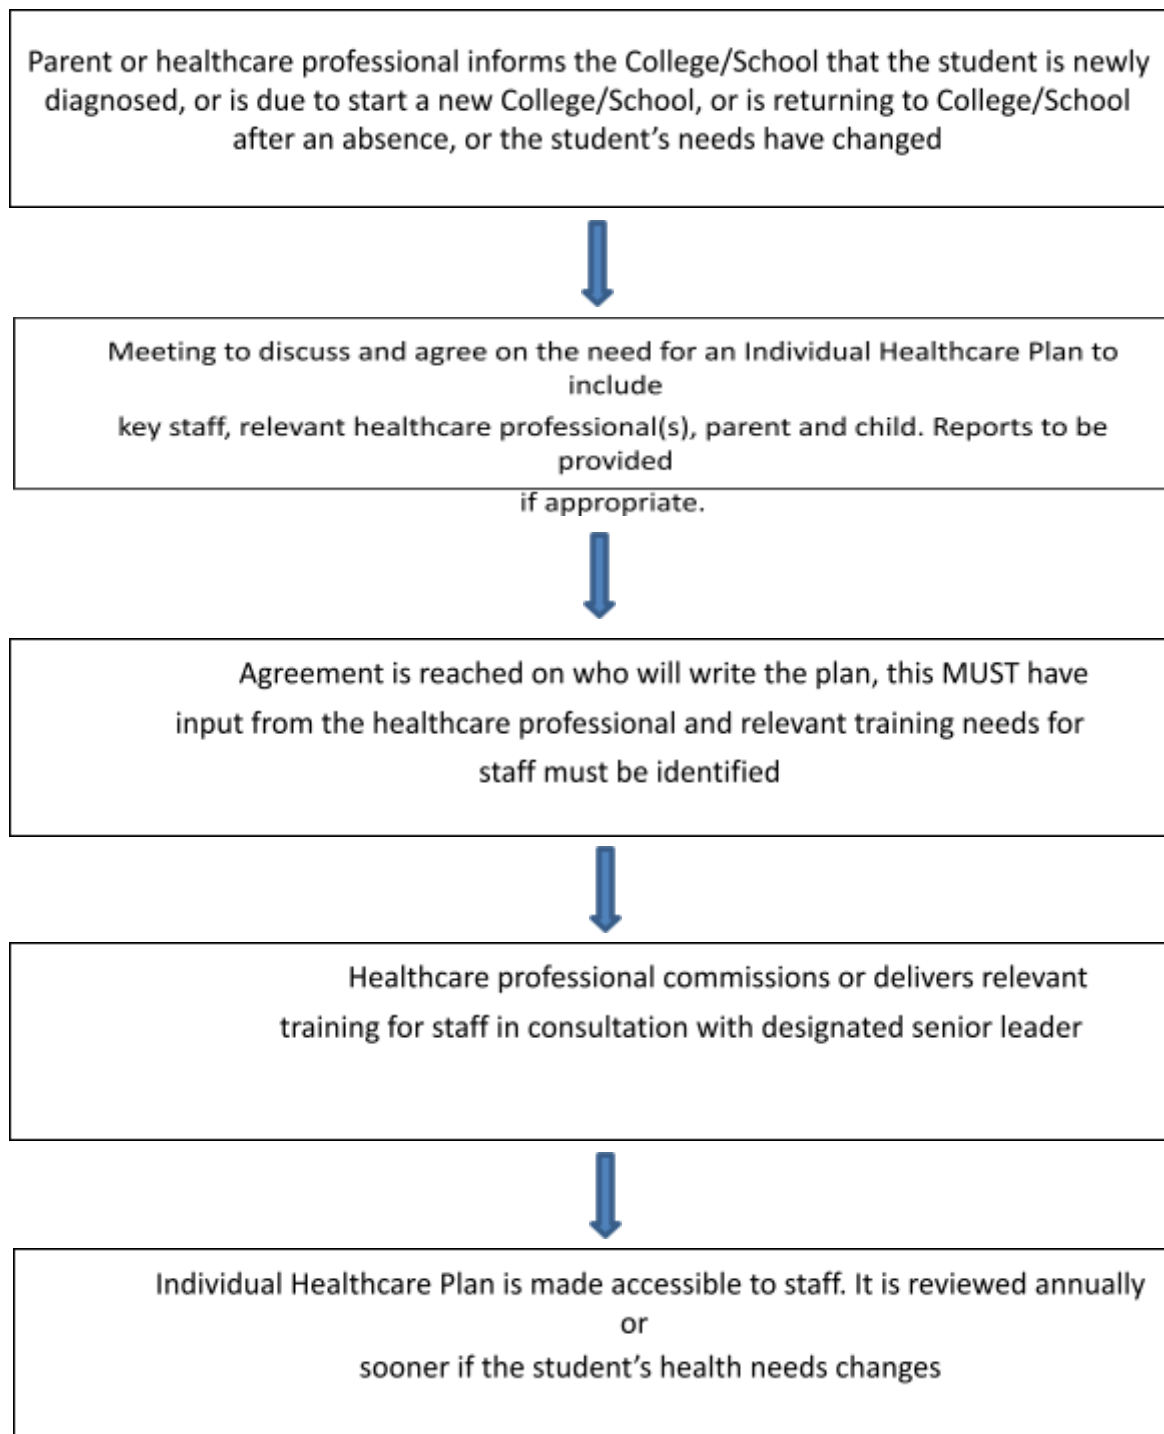 Parent or healthcare professional informs the College/School that the student is newly
diagnosed, or is due to start a new College/School, or is returning to College/School
after an absence, or the student’s needs have changed
Meeting to discuss and agree on the need for an Individual Healthcare Plan to
include
key staff, relevant healthcare professional(s), parent and child. Reports to be
provided
if appropriate.
Agreement is reached on who will write the plan, this MUST have
input from the healthcare professional and relevant training needs for
staff must be identified
Healthcare professional commissions or delivers relevant
training for staff in consultation with designated senior leader
Individual Healthcare Plan is made accessible to staff. It is reviewed annually
or
sooner if the student’s health needs changes